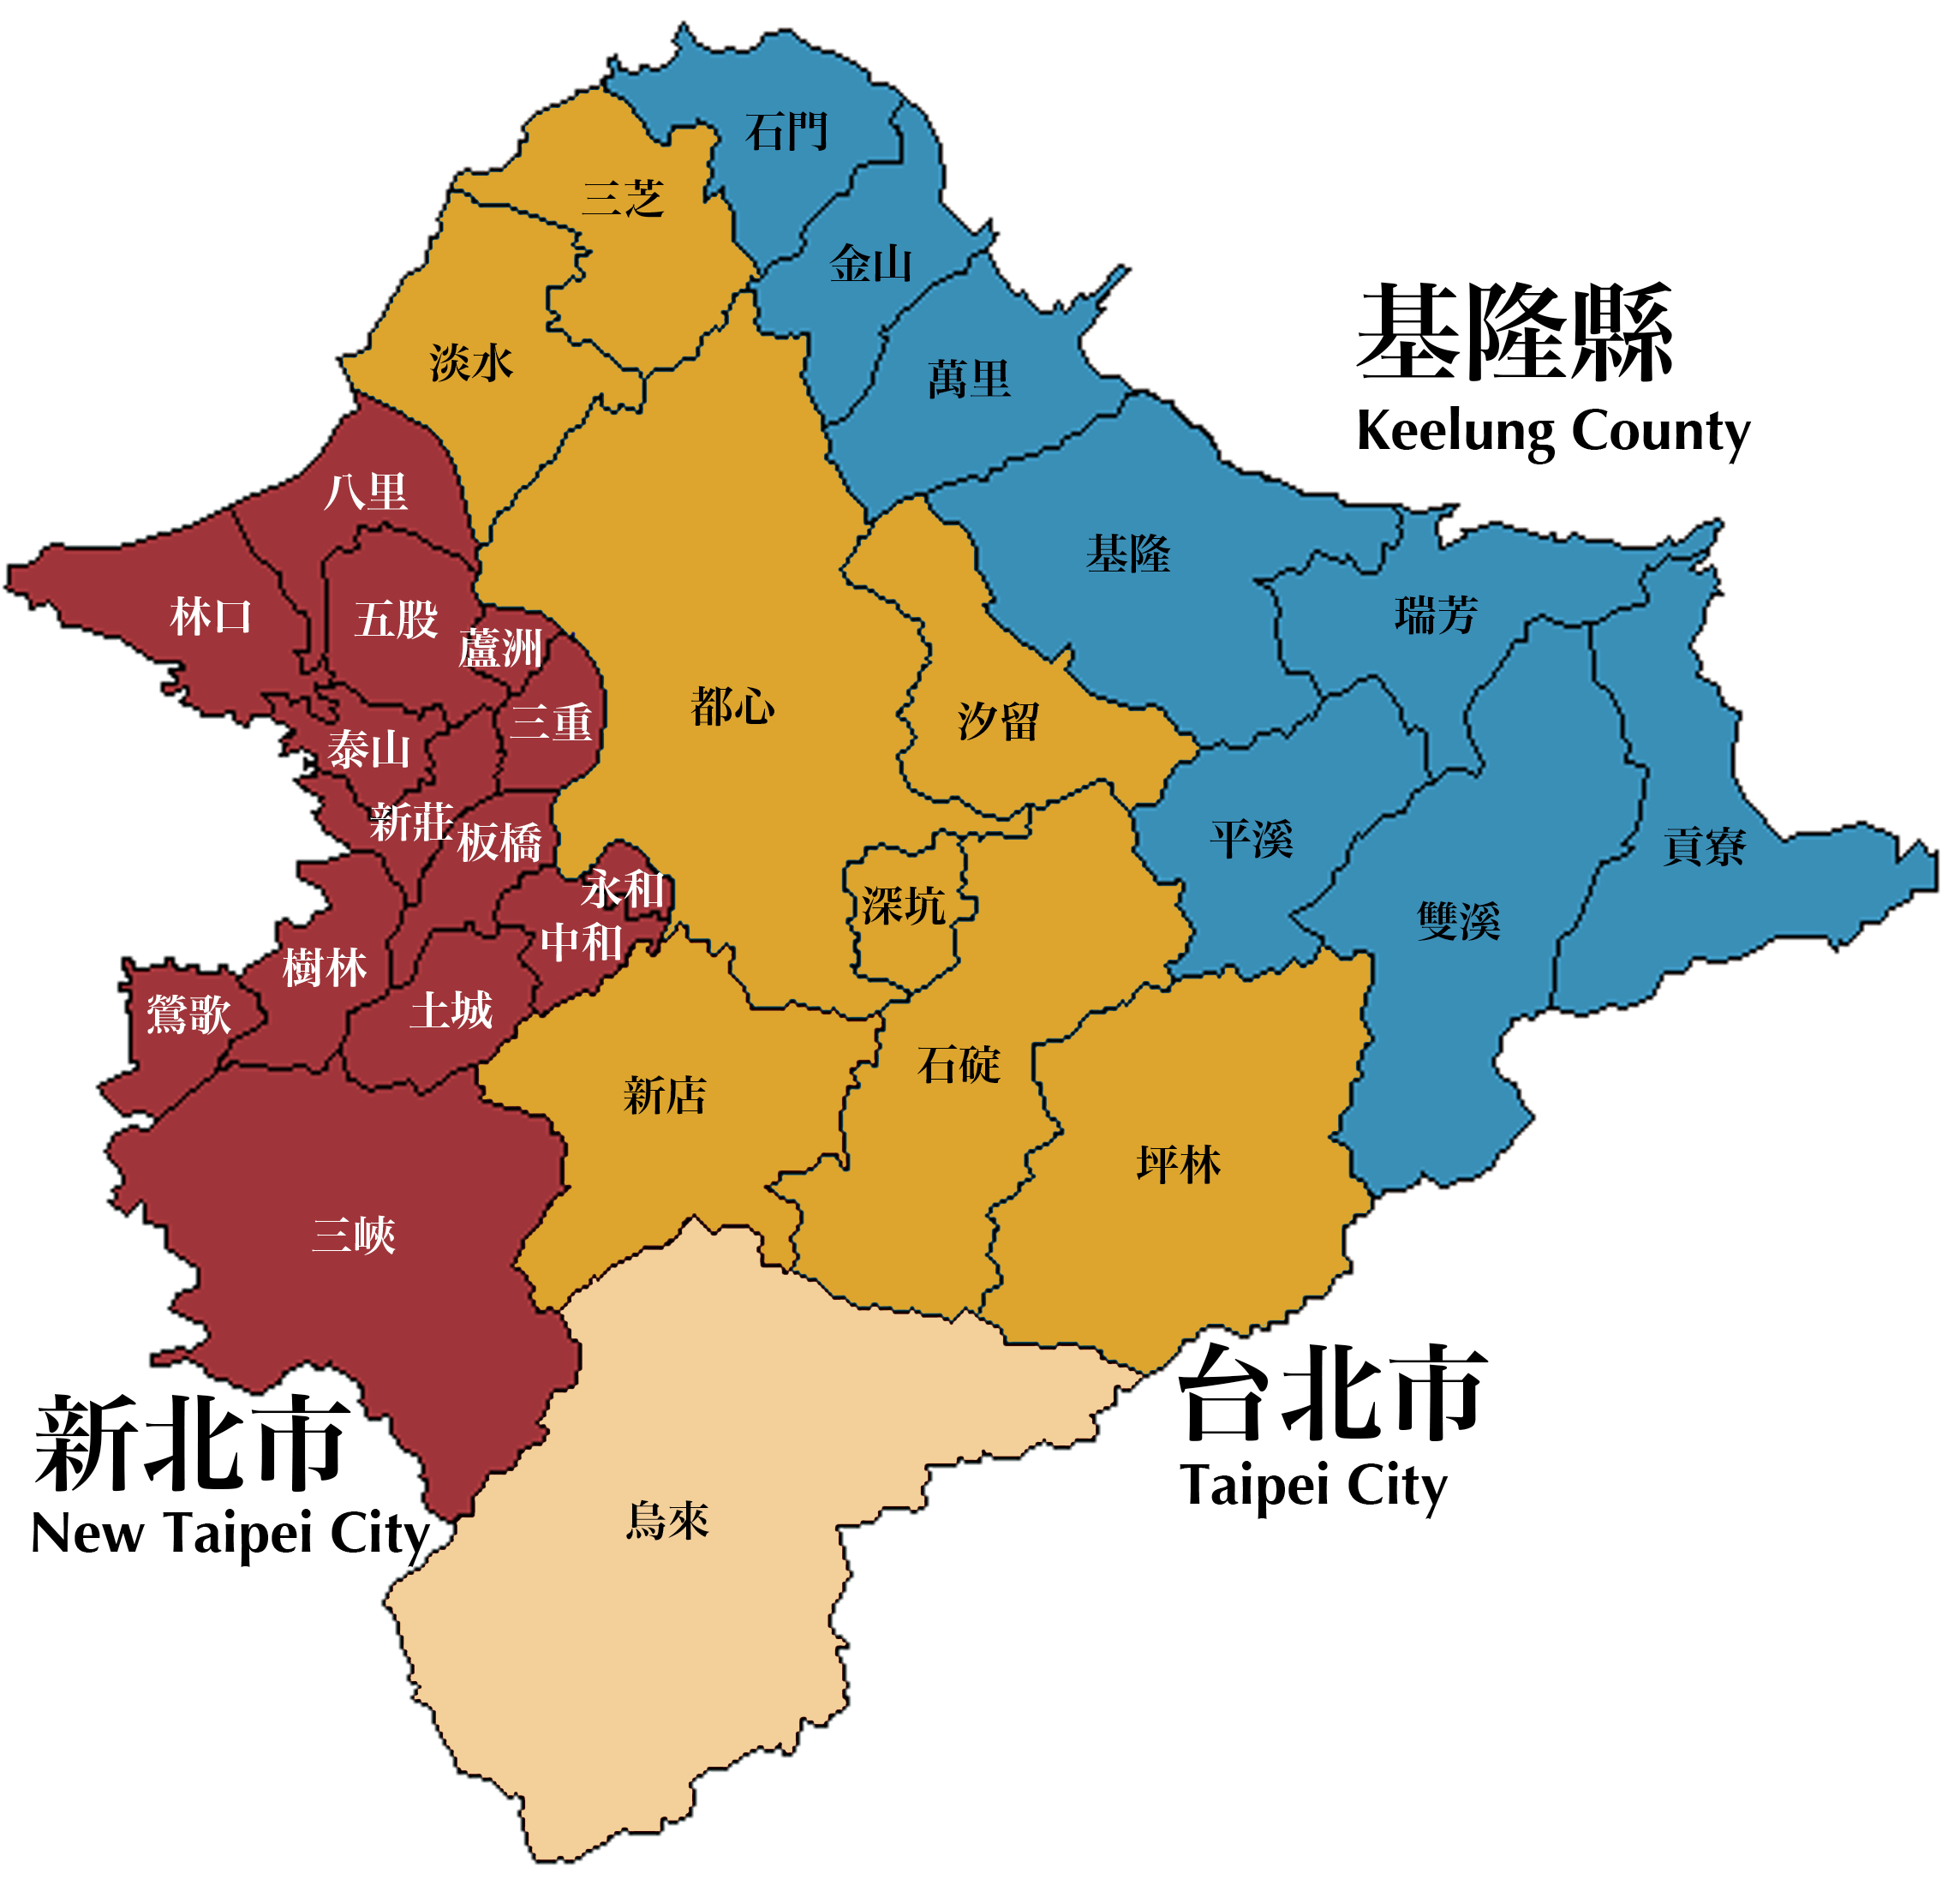 石門
三芝
金山
基隆縣
Keelung County
淡水
萬里
八里
基隆
林口
五股
瑞芳
蘆洲
都心
汐留
三重
泰山
新莊
板橋
平溪
貢寮
永和
深坑
雙溪
中和
樹林
鶯歌
土城
石碇
新店
坪林
三峽
台北市
Taipei City
新北市
New Taipei City
烏來